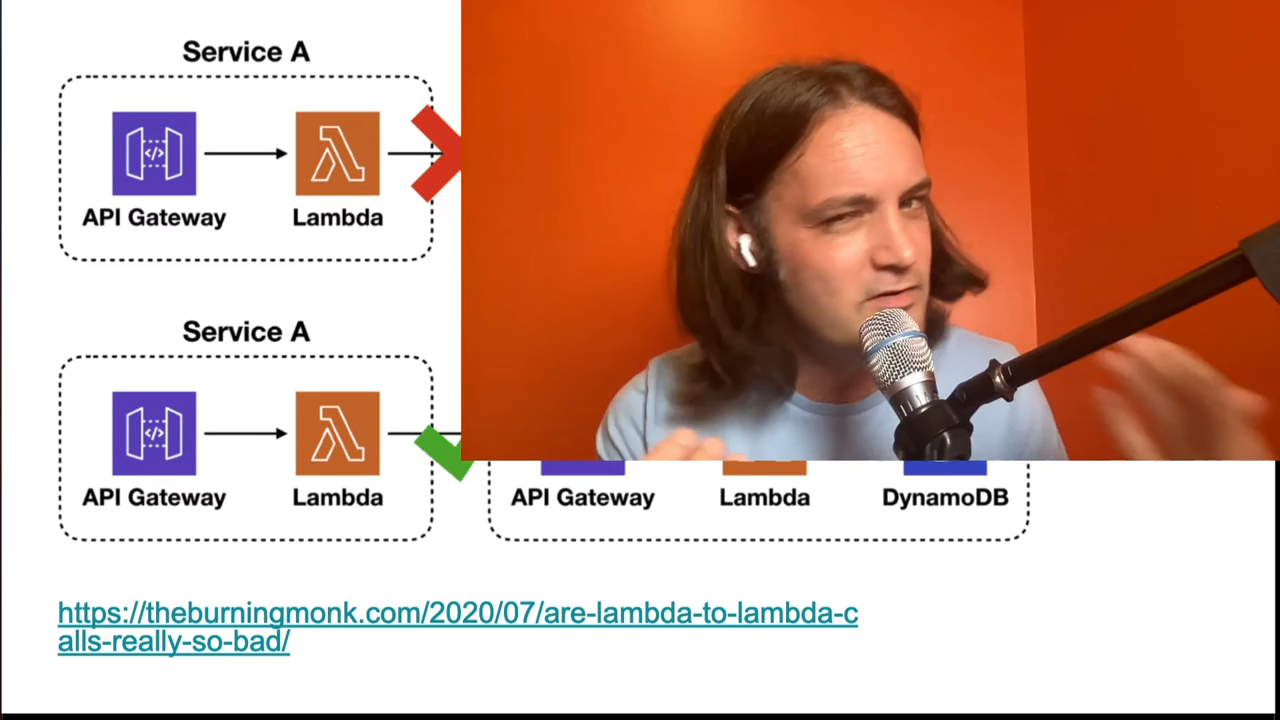 Service A
</>
API Gateway
Lambda
Service A
</>
API Gateway
Lambda
API Gateway
Lambda
DynamoDB
https://theburningmonk.com/2020/07/are-lambda-to-lambda-c
alls-really-so-bad/